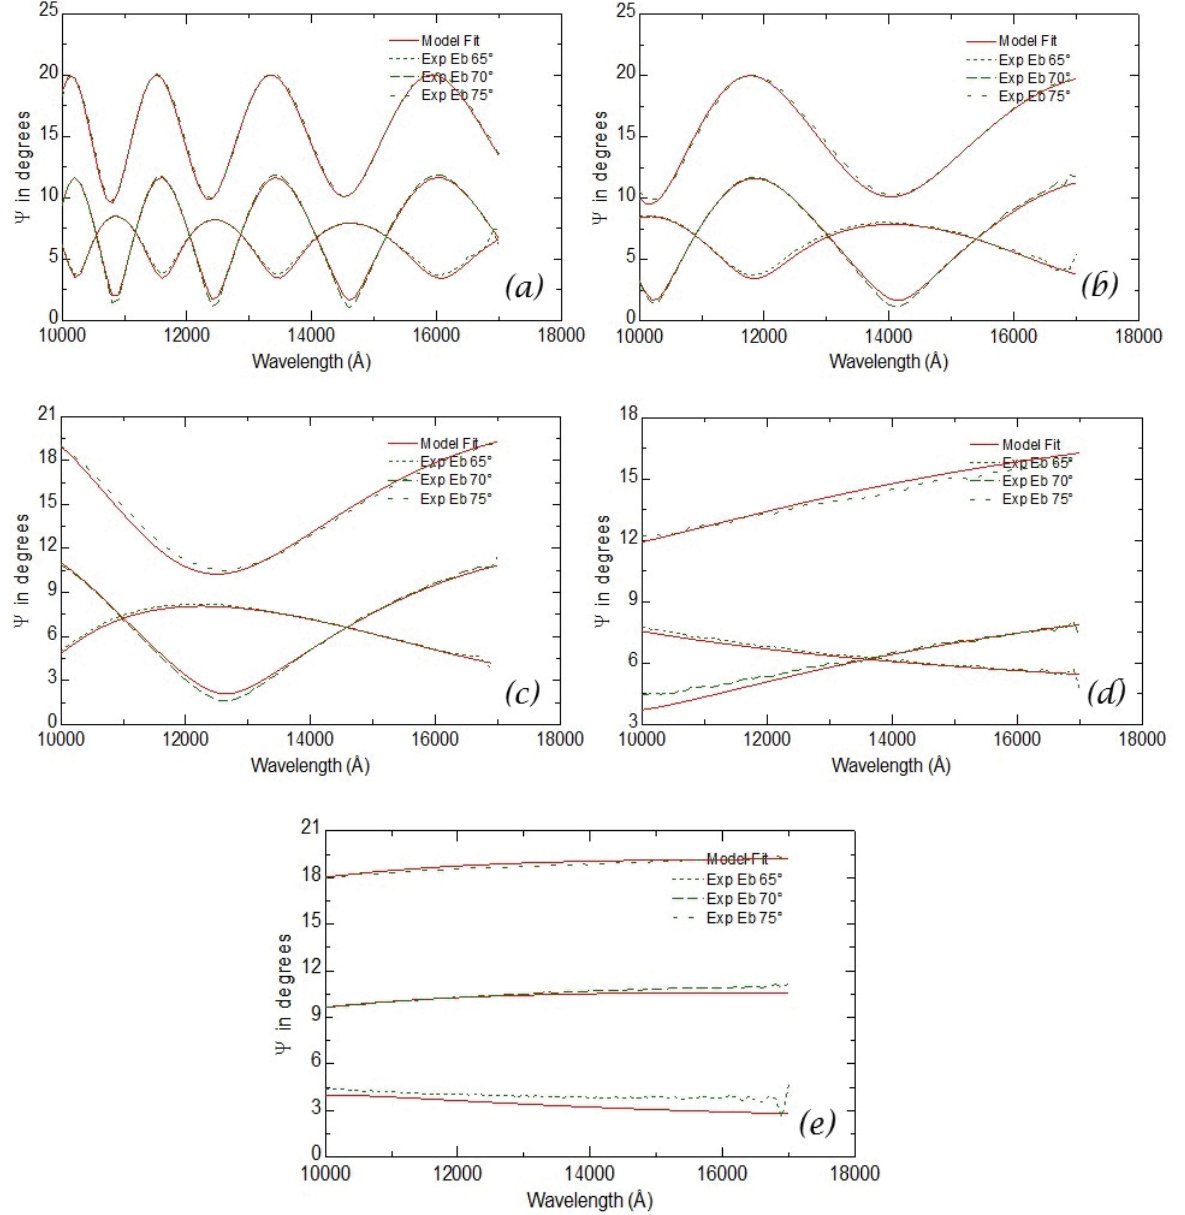 25
20
15
10
5
0
Ψ in degrees
Model Fit
Exp Eb 65°
Exp Eb 70°
Exp Eb 75°
(a)
10000 12000 14000 16000 18000
Wavelength (Å)
25
20
15
10
5
0
Ψ in degrees
Model Fit
Exp Eb 65°
Exp Eb 70°
Exp Eb 75°
(b)
10000 12000 14000 16000 18000
Wavelength (Å)
21
18
15
12
9
6
3
0
Ψ in degrees
Model Fit
Exp Eb 65°
Exp Eb 70°
Exp Eb 75°
(c)
10000 12000 14000 16000 18000
Wavelength (Å)
18
15
12
9
6
3
Ψ in degrees
Model Fit
Exp Eb 65°
Exp Eb 70°
Exp Eb 75°
(d)
10000 12000 14000 16000 18000
Wavelength (Å)
21
18
15
12
9
6
3
0
Ψ in degrees
Model Fit
Exp Eb 65°
Exp Eb 70°
Exp Eb 75°
(e)
10000 12000 14000 16000 18000
Wavelength (Å)